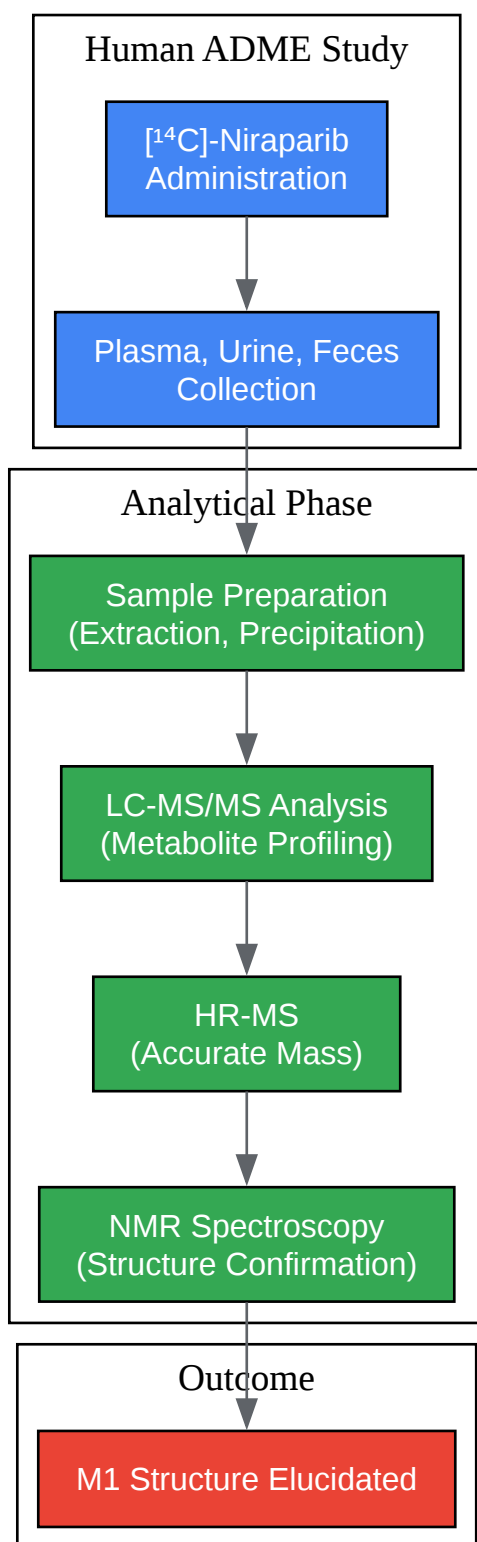 Human ADME Study
[¹⁴C]-Niraparib
Administration
Plasma, Urine, Feces
Collection
Analytical Phase
Sample Preparation
(Extraction, Precipitation)
LC-MS/MS Analysis
(Metabolite Profiling)
HR-MS
(Accurate Mass)
NMR Spectroscopy
(Structure Confirmation)
Outcome
M1 Structure Elucidated